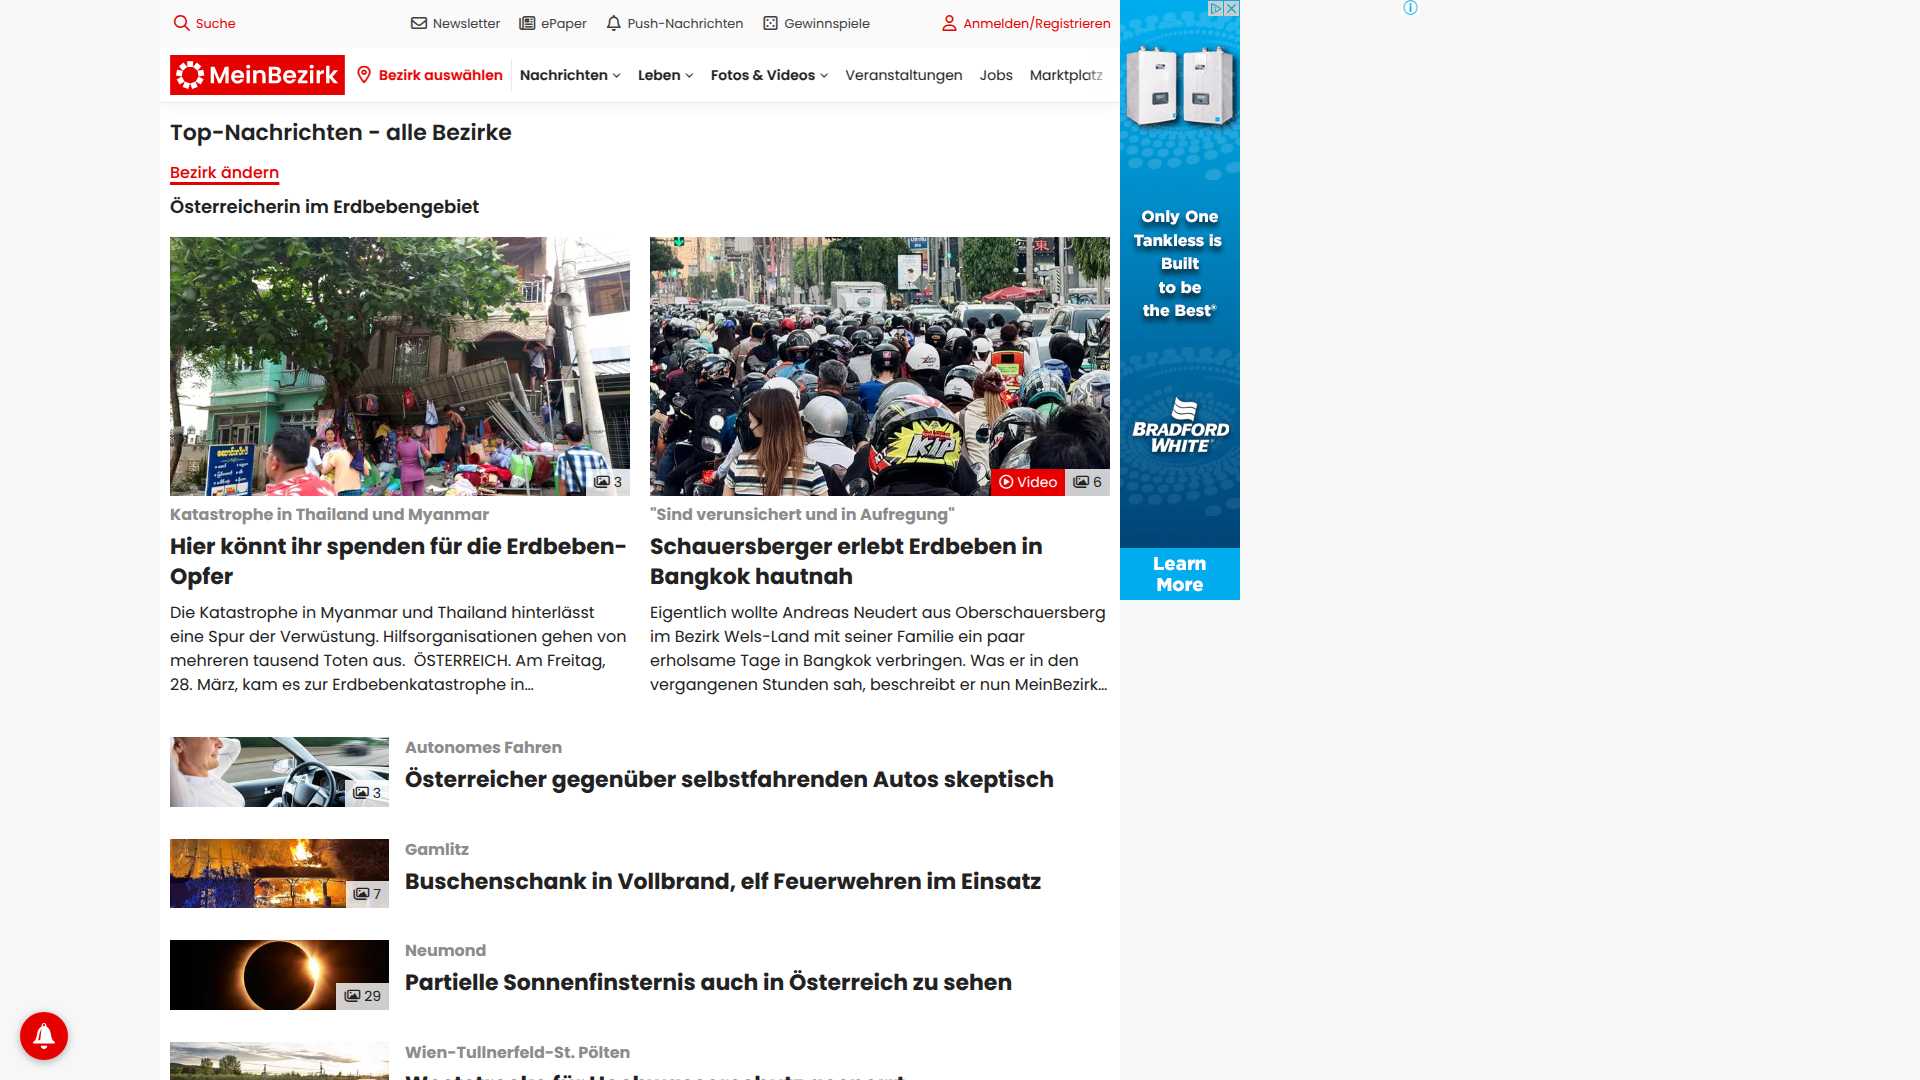 Suche
Newsletter
ePaper
Push-Nachrichten
Gewinnspiele
Anmelden/Registrieren
MeinBezirk
Bezirk auswählen
Nachrichten
Leben
Fotos & Videos
Veranstaltungen
Jobs
Marktplatz
Top-Nachrichten - alle Bezirke
Bezirk ändern
Österreicherin im Erdbebengebiet
3
Katastrophe in Thailand und Myanmar
Hier könnt ihr spenden für die Erdbeben-
Opfer
Die Katastrophe in Myanmar und Thailand hinterlässt
eine Spur der Verwüstung. Hilfsorganisationen gehen von
mehreren tausend Toten aus.  ÖSTERREICH. Am Freitag,
28. März, kam es zur Erdbebenkatastrophe in...
KiP
Video
6
"Sind verunsichert und in Aufregung"
Schauersberger erlebt Erdbeben in
Bangkok hautnah
Eigentlich wollte Andreas Neudert aus Oberschauersberg
im Bezirk Wels-Land mit seiner Familie ein paar
erholsame Tage in Bangkok verbringen. Was er in den
vergangenen Stunden sah, beschreibt er nun MeinBezirk...
3
Autonomes Fahren
Österreicher gegenüber selbstfahrenden Autos skeptisch
7
Gamlitz
Buschenschank in Vollbrand, elf Feuerwehren im Einsatz
29
Neumond
Partielle Sonnenfinsternis auch in Österreich zu sehen
Wien-Tullnerfeld-St. Pölten
Weststrecke für Hochwasserschutz gesperrt
Only One
Tankless is
Built
to be
the Best®
BRADFORD
WHITE
Learn
More